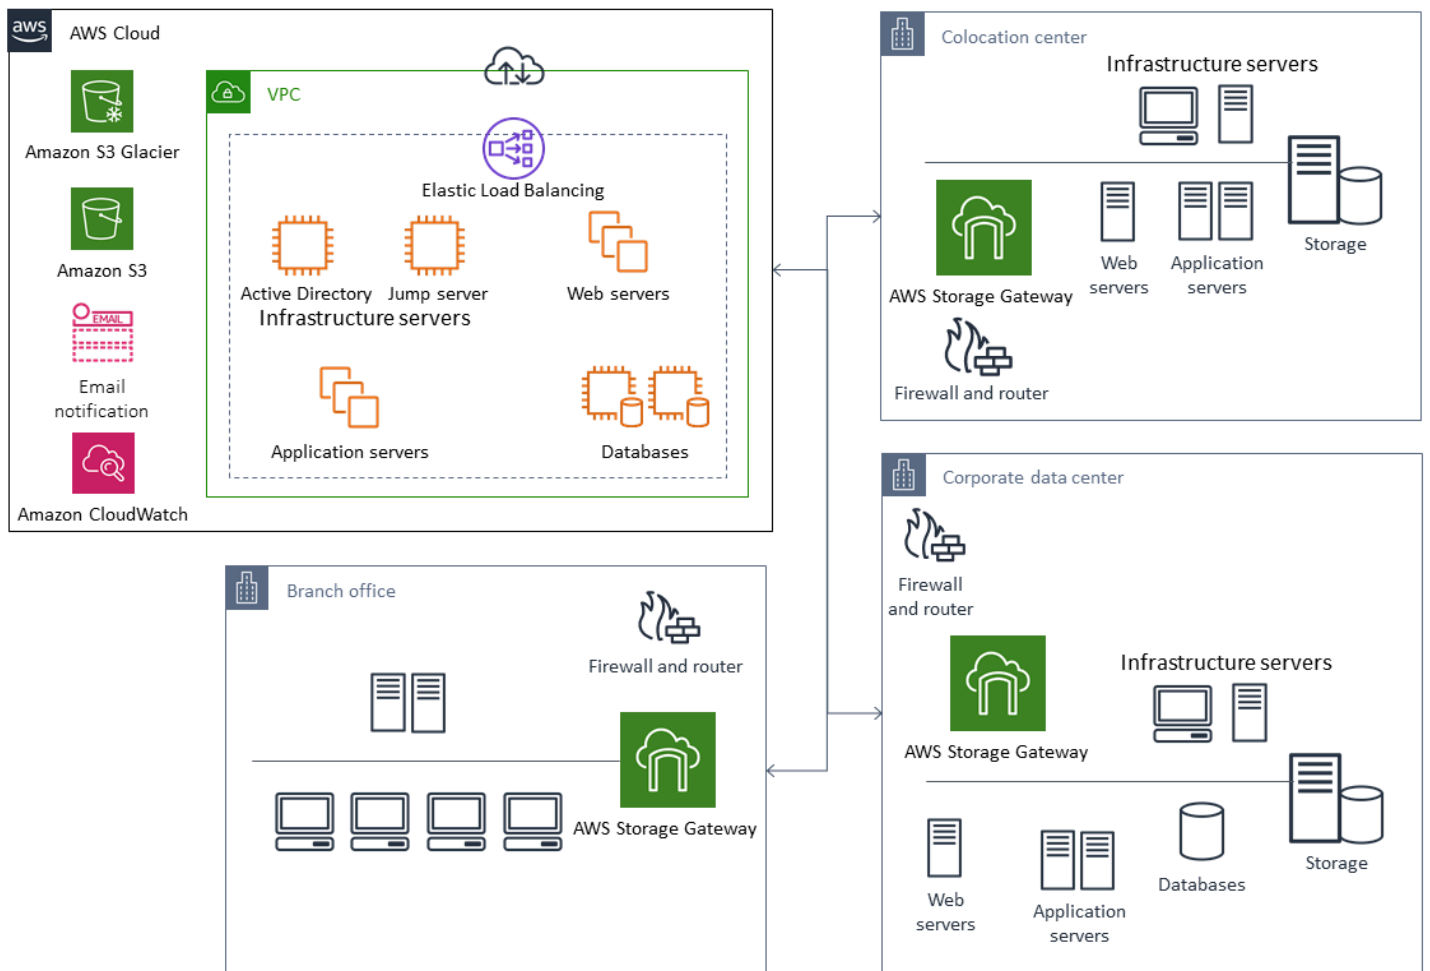 aws
AWS Cloud
Amazon S3 Glacier
Amazon S3
EMAIL
Email
notification
Amazon CloudWatch
VPC
Elastic Load Balancing
Active Directory
Jump server
Infrastructure servers
Web servers
Application servers
Databases
Colocation center
Infrastructure servers
AWS Storage Gateway
Web
servers
Application
servers
Storage
Firewall and router
Branch office
Firewall and router
AWS Storage Gateway
Corporate data center
Firewall
and router
AWS Storage Gateway
Infrastructure servers
Web
servers
Application
servers
Databases
Storage